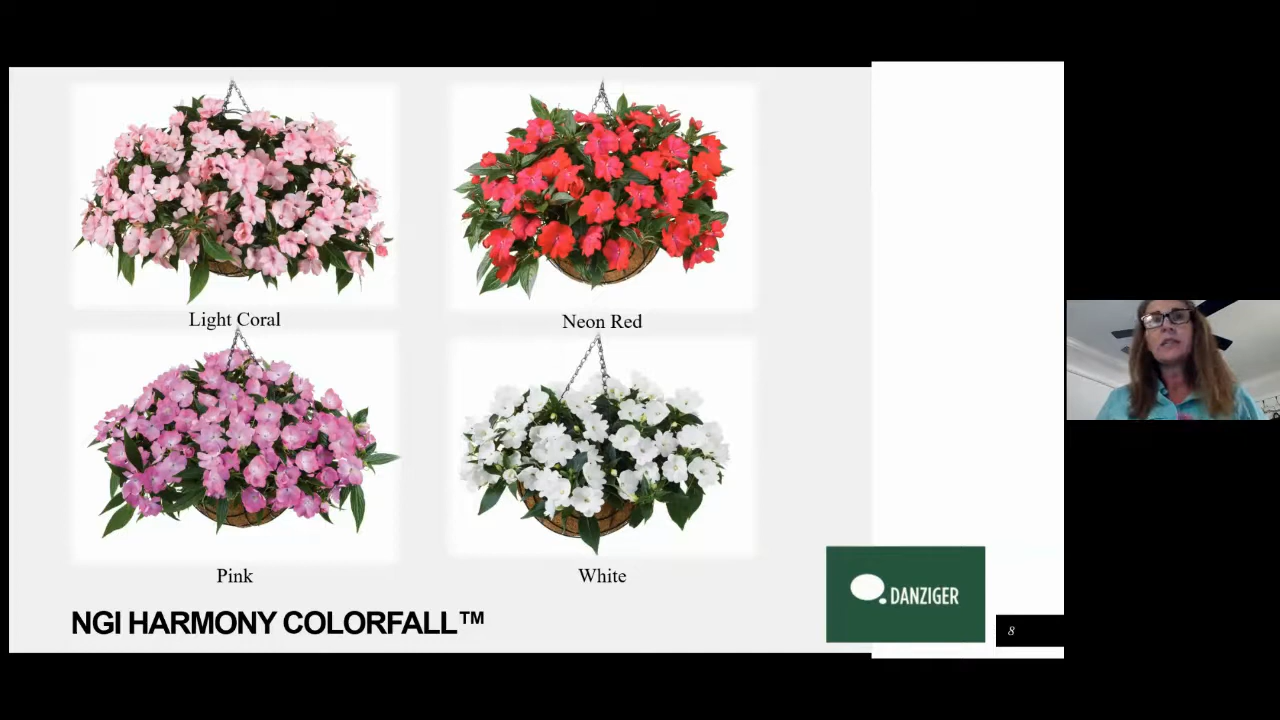 Light Coral
Neon Red
Pink
White
NGI HARMONY COLORFALL™
DANZIGER
8